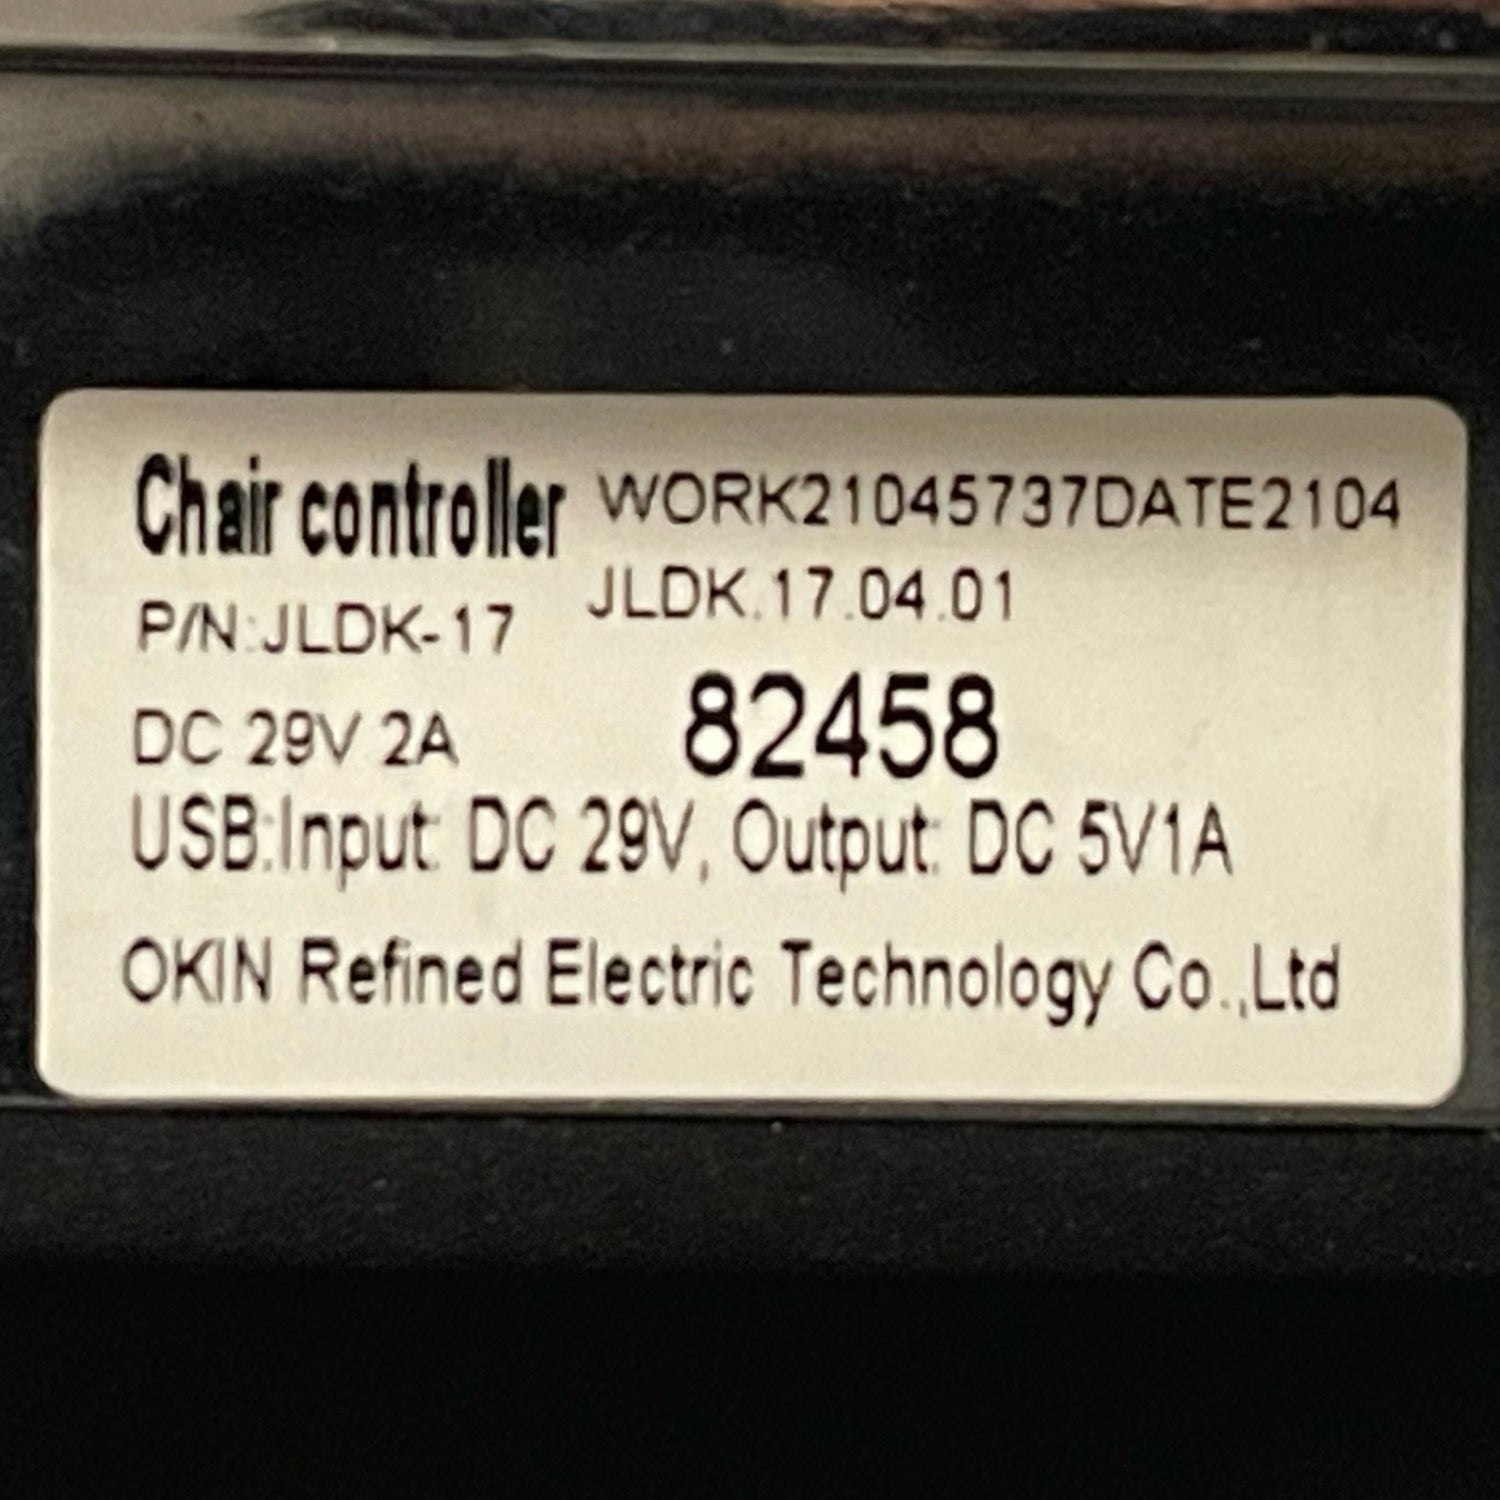 Chair controller WORK21045737DATE2104
P/N:JLDK-17 JLDK.17.04.01
DC 29V 2A 82458
USB:Input: DC 29V, Output: DC 5V1A
OKIN Refined Electric Technology Co.,Ltd